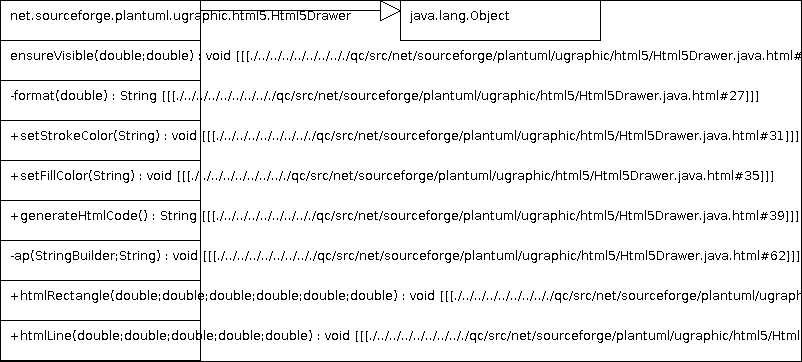 net.sourceforge.plantuml.ugraphic.html5.Html5Drawer
java.lang.Object
ensureVisible(double;double) : void [[[./../../../../../../../../qc/src/net/sourceforge/plantuml/ugraphic/html5/Html5Drawer.java.html#
-format(double) : String [[[./../../../../../../../../qc/src/net/sourceforge/plantuml/ugraphic/html5/Html5Drawer.java.html#27]]]
+setStrokeColor(String) : void [[[./../../../../../../../../qc/src/net/sourceforge/plantuml/ugraphic/html5/Html5Drawer.java.html#31]]]
+setFillColor(String) : void [[[./../../../../../../../../qc/src/net/sourceforge/plantuml/ugraphic/html5/Html5Drawer.java.html#35]]]
+generateHtmlCode() : String [[[./../../../../../../../../qc/src/net/sourceforge/plantuml/ugraphic/html5/Html5Drawer.java.html#39]]]
-ap(StringBuilder;String) : void [[[./../../../../../../../../qc/src/net/sourceforge/plantuml/ugraphic/html5/Html5Drawer.java.html#62]]]
+htmlRectangle(double;double;double;double;double;double) : void [[[./../../../../../../../../qc/src/net/sourceforge/plantuml/ugraph
+htmlLine(double;double;double;double;double) : void [[[./../../../../../../../../qc/src/net/sourceforge/plantuml/ugraphic/html5/Html